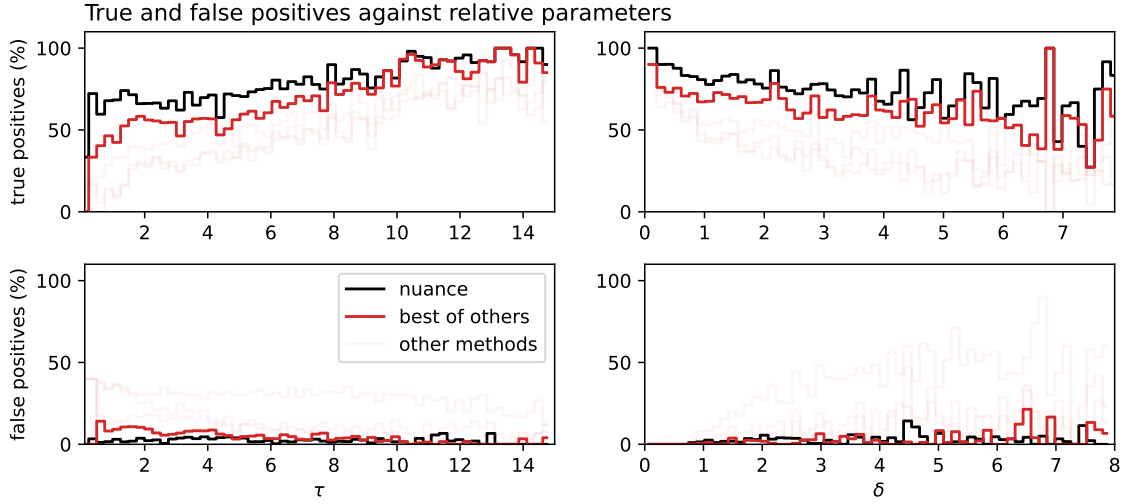 True and false positives against relative parameters
true positives (%)
100
50
0
2 4 6 8 10 12 14
100
50
0
0 1 2 3 4 5 6 7
false positives (%)
100
50
0
nuance
best of others
other methods
2 4 6 8 10 12 14
τ
100
50
0
0 1 2 3 4 5 6 7 8
δ